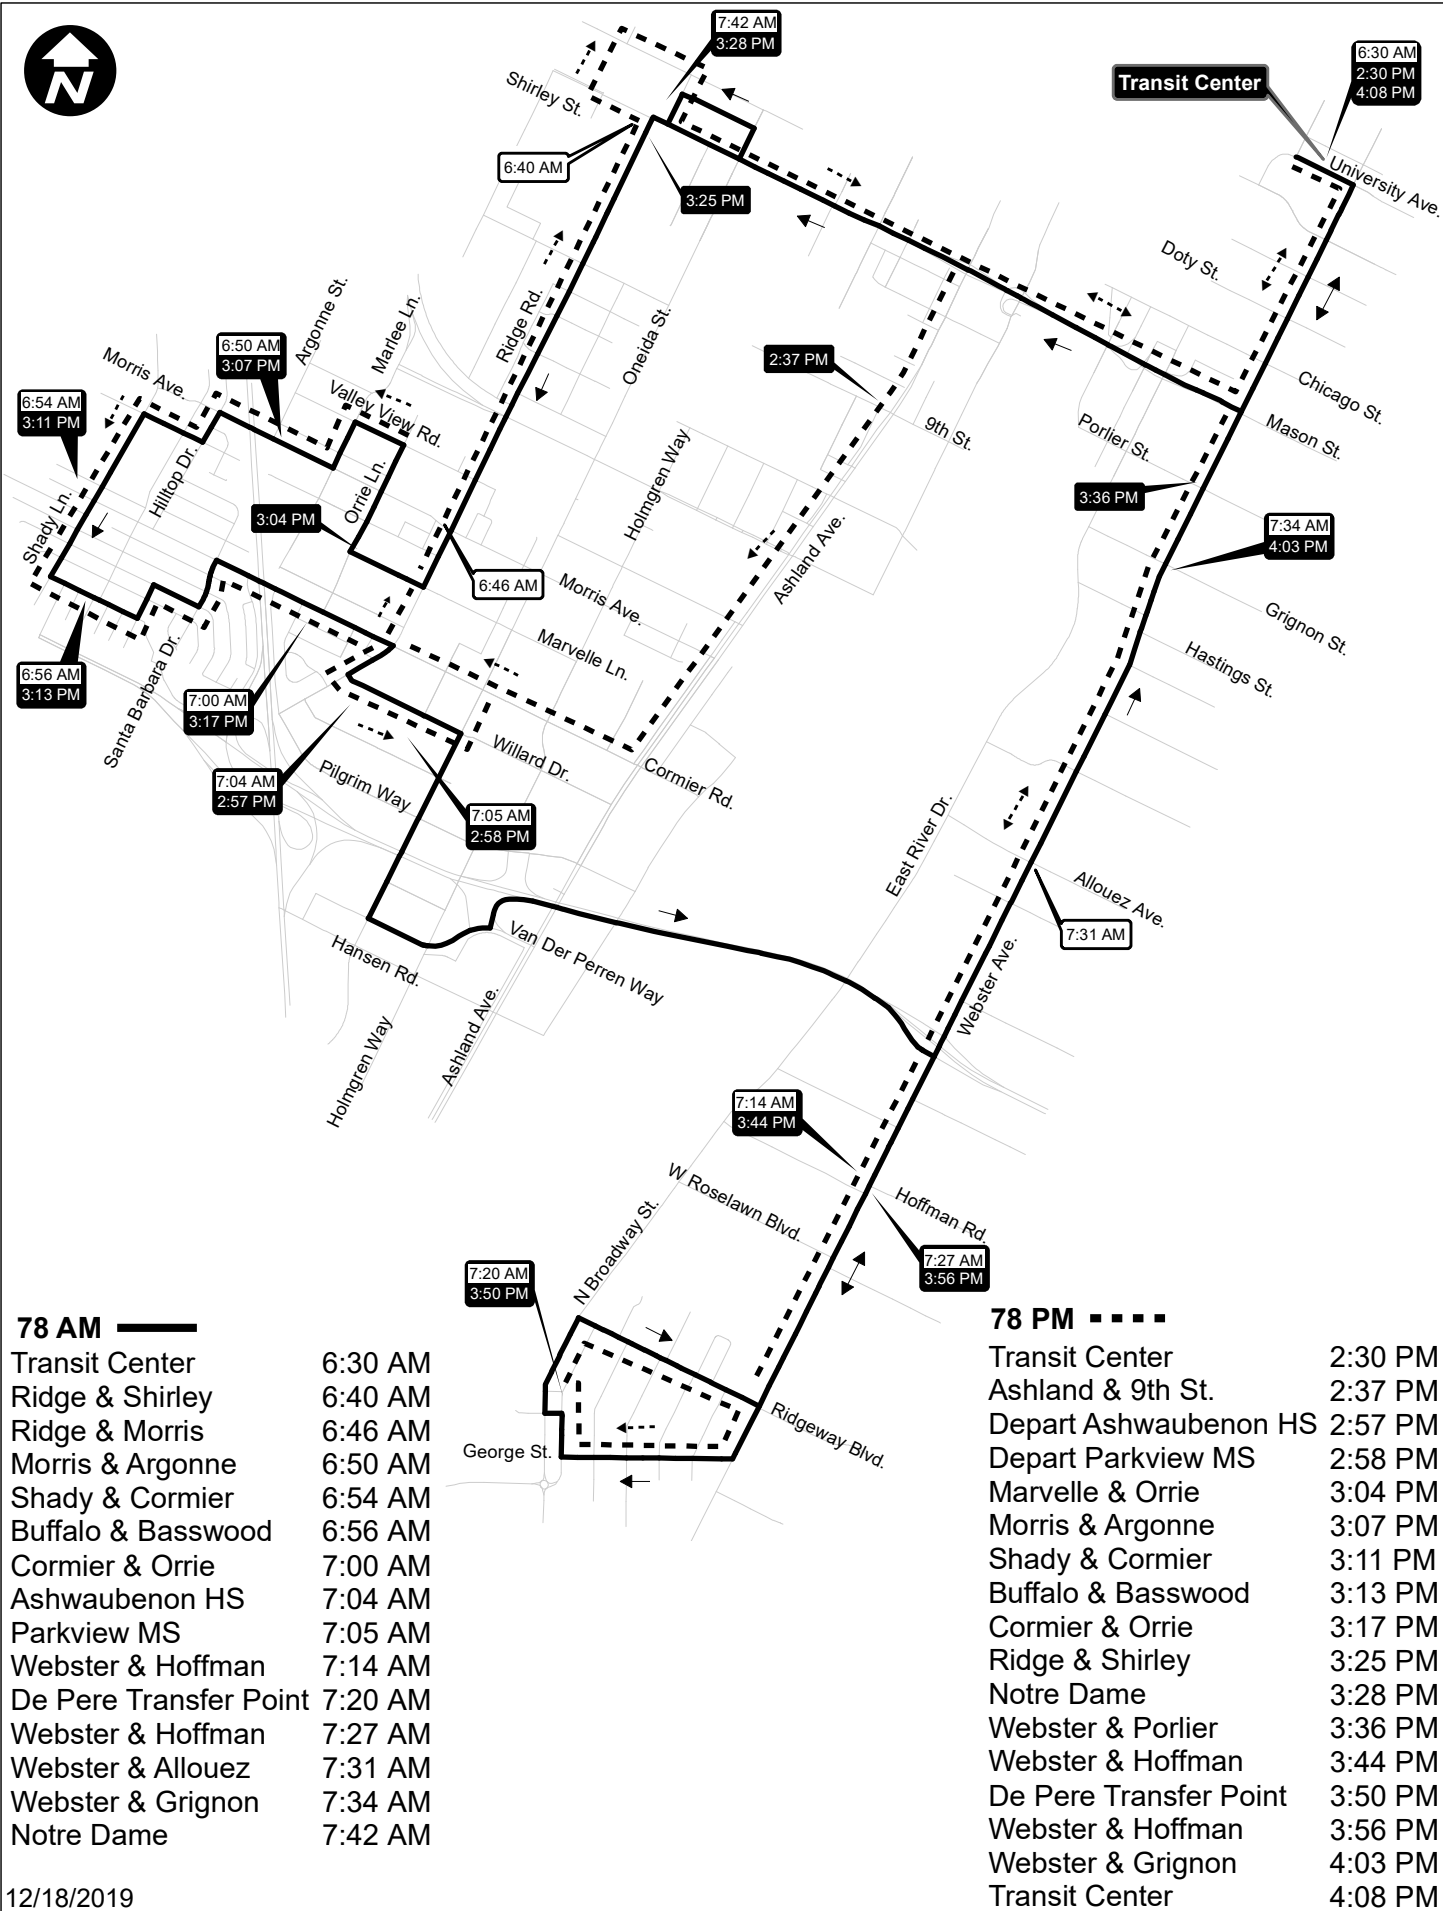 N
7:42 AM
3:28 PM
Transit Center
6:30 AM
2:30 PM
4:08 PM
Shirley St.
6:40 AM
3:25 PM
University Ave.
Doty St.
Argonne St.
Marlee Ln.
Ridge Rd.
Oneida St.
2:37 PM
Morris Ave.
6:50 AM
3:07 PM
Valley View Rd.
6:54 AM
3:11 PM
Chicago St.
Mason St.
Porlier St.
9th St.
Holmgren Way
Hilltop Dr.
Orrie Ln.
3:04 PM
3:36 PM
7:34 AM
4:03 PM
Shady Ln.
Ashland Ave.
6:46 AM
Morris Ave.
Marvelle Ln.
Grignon St.
Hastings St.
6:56 AM
3:13 PM
Santa Barbara Dr.
7:00 AM
3:17 PM
Willard Dr.
Cormier Rd.
7:04 AM
2:57 PM
Pilgrim Way
7:05 AM
2:58 PM
East River Dr.
Allouez Ave.
7:31 AM
Hansen Rd.
Van Der Perren Way
Webster Ave.
Holmgren Way
Ashland Ave.
7:14 AM
3:44 PM
W Roselawn Blvd.
Hoffman Rd.
N Broadway St.
7:27 AM
3:56 PM
7:20 AM
3:50 PM
Ridgeway Blvd.
George St.
78 AM
Transit Center 6:30 AM
Ridge & Shirley 6:40 AM
Ridge & Morris 6:46 AM
Morris & Argonne 6:50 AM
Shady & Cormier 6:54 AM
Buffalo & Basswood 6:56 AM
Cormier & Orrie 7:00 AM
Ashwaubenon HS 7:04 AM
Parkview MS 7:05 AM
Webster & Hoffman 7:14 AM
De Pere Transfer Point 7:20 AM
Webster & Hoffman 7:27 AM
Webster & Allouez 7:31 AM
Webster & Grignon 7:34 AM
Notre Dame 7:42 AM
12/18/2019
78 PM
Transit Center 2:30 PM
Ashland & 9th St. 2:37 PM
Depart Ashwaubenon HS 2:57 PM
Depart Parkview MS 2:58 PM
Marvelle & Orrie 3:04 PM
Morris & Argonne 3:07 PM
Shady & Cormier 3:11 PM
Buffalo & Basswood 3:13 PM
Cormier & Orrie 3:17 PM
Ridge & Shirley 3:25 PM
Notre Dame 3:28 PM
Webster & Porlier 3:36 PM
Webster & Hoffman 3:44 PM
De Pere Transfer Point 3:50 PM
Webster & Hoffman 3:56 PM
Webster & Grignon 4:03 PM
Transit Center 4:08 PM